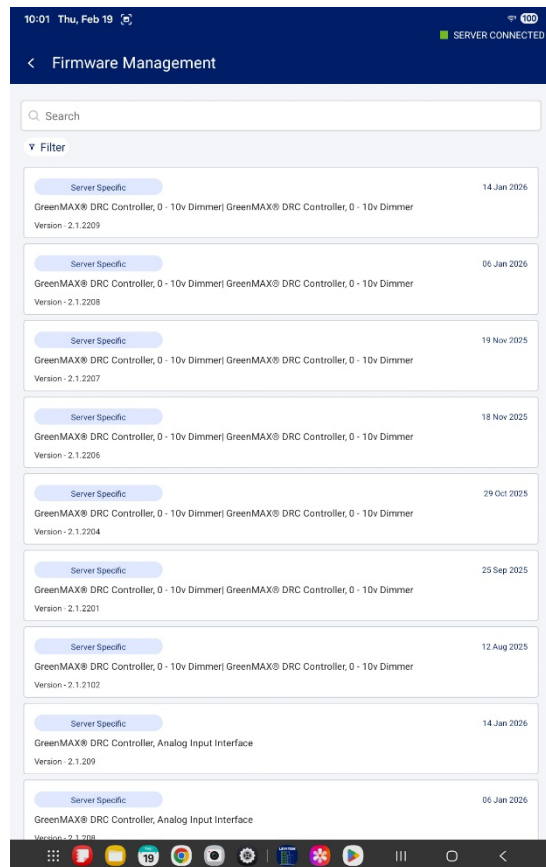 10:01 Thu, Feb 19
100
SERVER CONNECTED
Firmware Management
Search
Filter
Server Specific
14 Jan 2026
GreenMAX® DRC Controller, 0 - 10v Dimmer| GreenMAX® DRC Controller, 0 - 10v Dimmer
Version - 2.1.2209
Server Specific
06 Jan 2026
GreenMAX® DRC Controller, 0 - 10v Dimmer| GreenMAX® DRC Controller, 0 - 10v Dimmer
Version - 2.1.2208
Server Specific
19 Nov 2025
GreenMAX® DRC Controller, 0 - 10v Dimmer| GreenMAX® DRC Controller, 0 - 10v Dimmer
Version - 2.1.2207
Server Specific
18 Nov 2025
GreenMAX® DRC Controller, 0 - 10v Dimmer| GreenMAX® DRC Controller, 0 - 10v Dimmer
Version - 2.1.2206
Server Specific
29 Oct 2025
GreenMAX® DRC Controller, 0 - 10v Dimmer| GreenMAX® DRC Controller, 0 - 10v Dimmer
Version - 2.1.2204
Server Specific
25 Sep 2025
GreenMAX® DRC Controller, 0 - 10v Dimmer| GreenMAX® DRC Controller, 0 - 10v Dimmer
Version - 2.1.2201
Server Specific
12 Aug 2025
GreenMAX® DRC Controller, 0 - 10v Dimmer| GreenMAX® DRC Controller, 0 - 10v Dimmer
Version - 2.1.2102
Server Specific
14 Jan 2026
GreenMAX® DRC Controller, Analog Input Interface
Version - 2.1.209
Server Specific
06 Jan 2026
GreenMAX® DRC Controller, Analog Input Interface
Version - 2.1.208
19